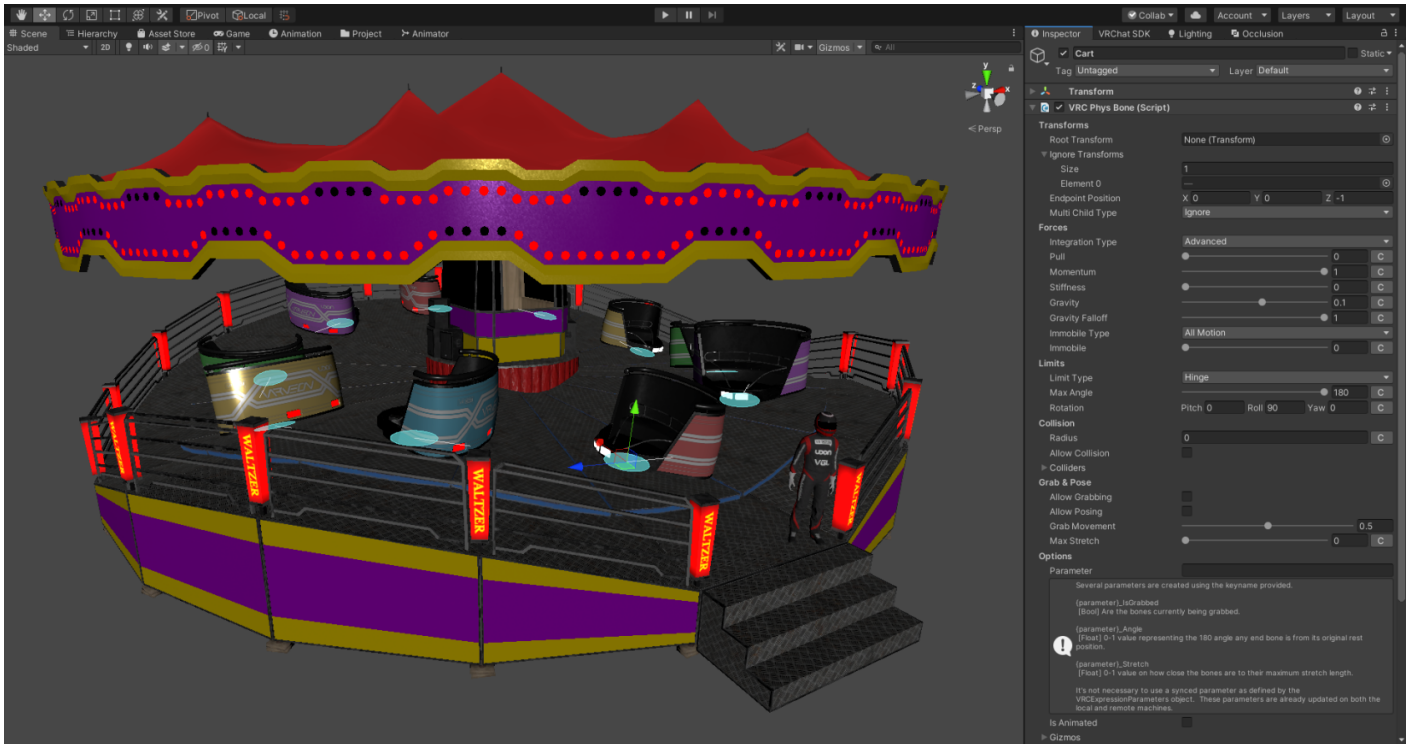 Pivot Local
Collab Account Layers Layout
Scene Hierarchy Asset Store Game Animation Project Animator
Inspector VRChat SDK Lighting Occlusion
Shaded 2D 0 Gizmos All
Cart Static
Tag Untagged Layer Default
Transform
VRC Phys Bone (Script)
Transforms
Root Transform None (Transform)
Ignore Transforms
Size 1
Element 0 —
Endpoint Position X 0 Y 0 Z -1
Multi Child Type Ignore
Forces
Integration Type Advanced
Pull 0 C
Momentum 1 C
Stiffness 0 C
Gravity 0.1 C
Gravity Falloff 1 C
Immobile Type All Motion
Immobile 0 C
Limits
Limit Type Hinge
Max Angle 180 C
Rotation Pitch 0 Roll 90 Yaw 0 C
Collision
Radius 0 C
Allow Collision
Colliders
Grab & Pose
Allow Grabbing
Allow Posing
Grab Movement 0.5
Max Stretch 0 C
Options
Parameter
Several parameters are created using the keyname provided.
{parameter}_IsGrabbed
[Bool] Are the bones currently being grabbed.
{parameter}_Angle
[Float] 0-1 value representing the 180 angle any end bone is from its original rest
position.
{parameter}_Stretch
[Float] 0-1 value on how close the bones are to their maximum stretch length.
It's not necessary to use a synced parameter as defined by the
VRCExpressionParameters object. These parameters are already updated on both the
local and remote machines.
Is Animated
Gizmos
y
z
x
Persp
VARNEON
UDON
VGL
WALTZER
WALTZER
WALTZER
WALTZER
WALTZER